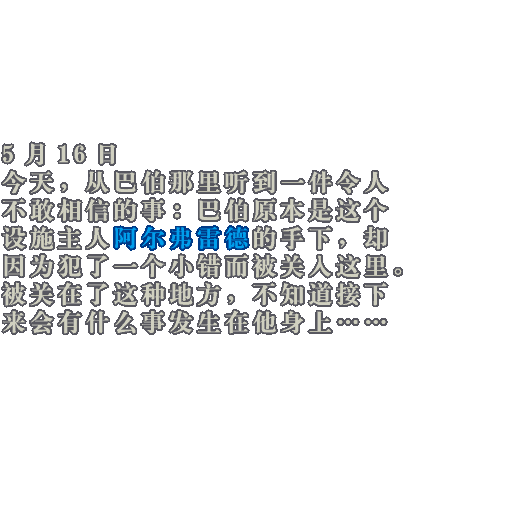 5 月 16 日
今天，从巴伯那里听到一件令人
不敢相信的事：巴伯原本是这个
设施主人阿尔弗雷德的手下，却
因为犯了一个小错而被关入这里。
被关在了这种地方，不知道接下
来会有什么事发生在他身上……